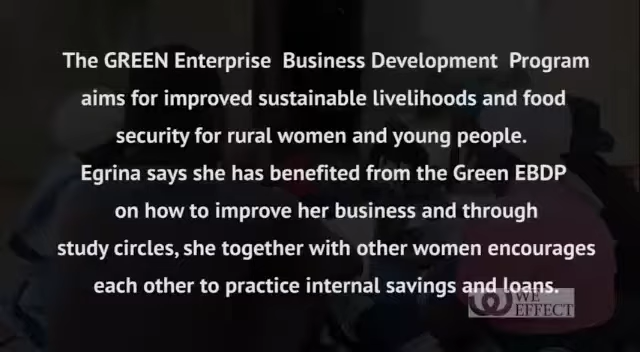 The GREEN Enterprise Business Development Program
aims for improved sustainable livelihoods and food
security for rural women and young people.
Egrina says she has benefited from the Green EBDP
on how to improve her business and through
study circles, she together with other women encourages
each other to practice internal savings and loans.
WE
EFFECT